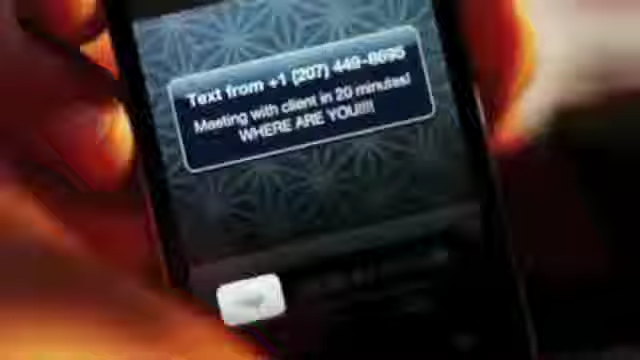 Text from +1 (207) 449-8695
Meeting with client in 20 minutes!
WHERE ARE YOU!!!!